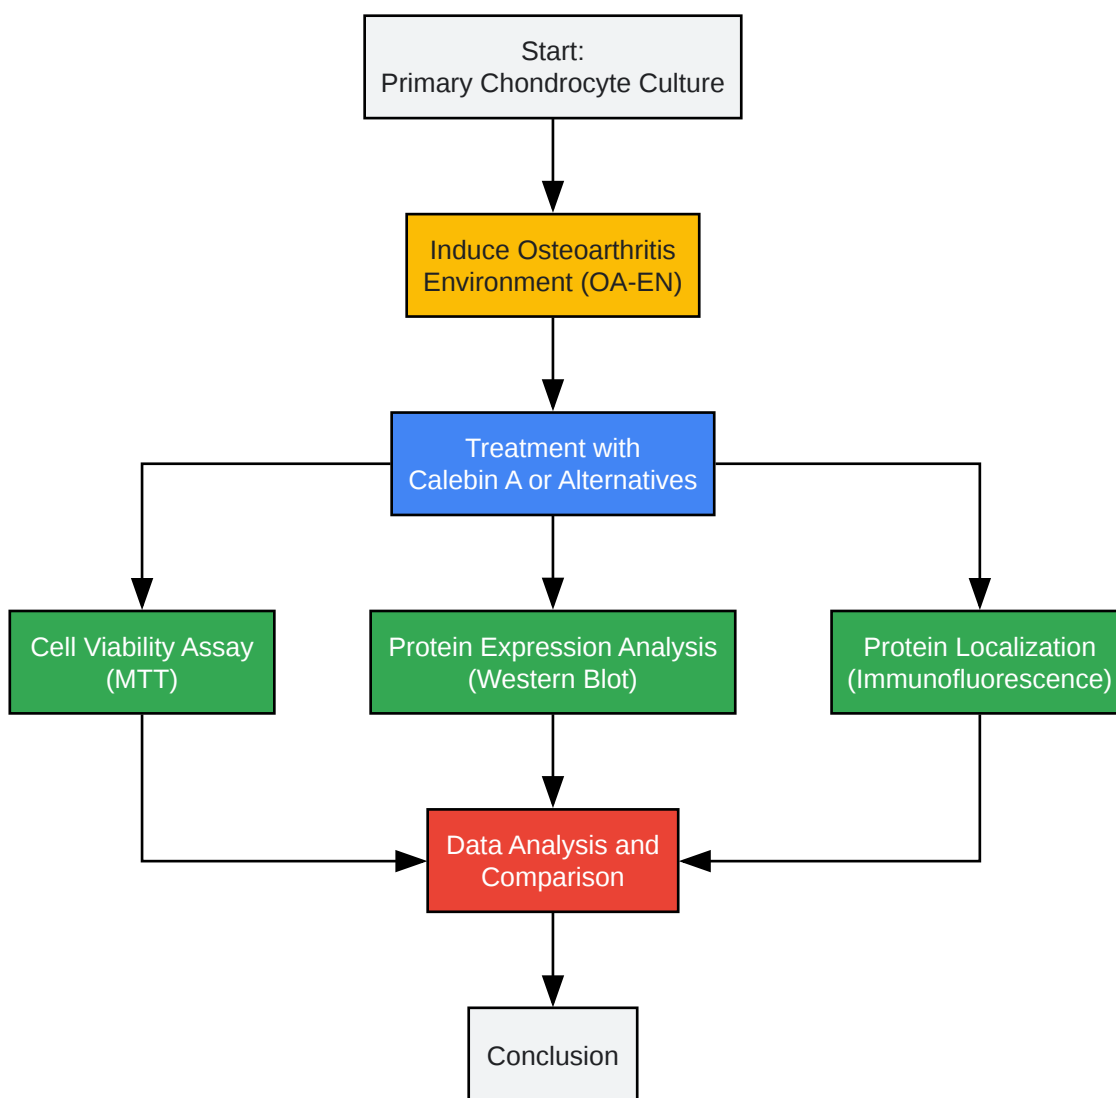 Start:
Primary Chondrocyte Culture
Induce Osteoarthritis
Environment (OA-EN)
Treatment with
Calebin A or Alternatives
Cell Viability Assay
(MTT)
Protein Expression Analysis
(Western Blot)
Protein Localization
(Immunofluorescence)
Data Analysis and
Comparison
Conclusion